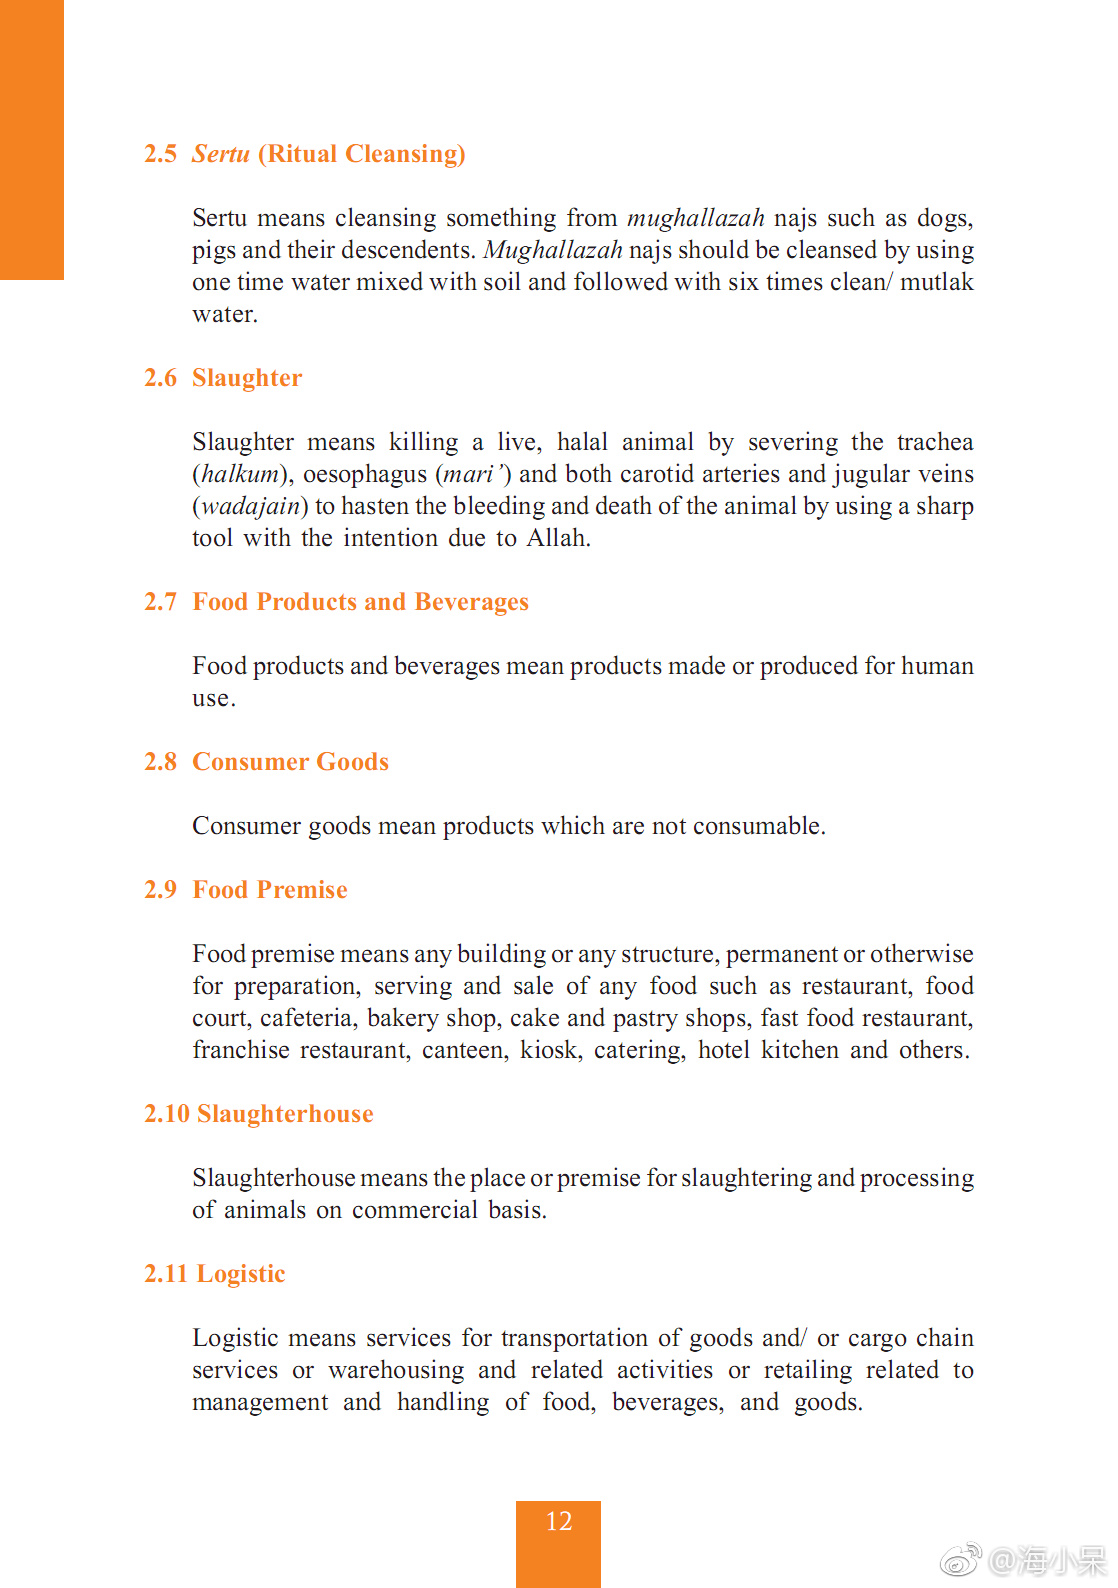 2.5 Sertu (Ritual Cleansing)
Sertu means cleansing something from mughallazah najs such as dogs,
pigs and their descendents. Mughallazah najs should be cleansed by using
one time water mixed with soil and followed with six times clean/ mutlak
water.
2.6 Slaughter
Slaughter means killing a live, halal animal by severing the trachea
(halkum), oesophagus (mari’) and both carotid arteries and jugular veins
(wadajain) to hasten the bleeding and death of the animal by using a sharp
tool with the intention due to Allah.
2.7 Food Products and Beverages
Food products and beverages mean products made or produced for human
use.
2.8 Consumer Goods
Consumer goods mean products which are not consumable.
2.9 Food Premise
Food premise means any building or any structure, permanent or otherwise
for preparation, serving and sale of any food such as restaurant, food
court, cafeteria, bakery shop, cake and pastry shops, fast food restaurant,
franchise restaurant, canteen, kiosk, catering, hotel kitchen and others.
2.10 Slaughterhouse
Slaughterhouse means the place or premise for slaughtering and processing
of animals on commercial basis.
2.11 Logistic
Logistic means services for transportation of goods and/ or cargo chain
services or warehousing and related activities or retailing related to
management and handling of food, beverages, and goods.
12
@海小呆